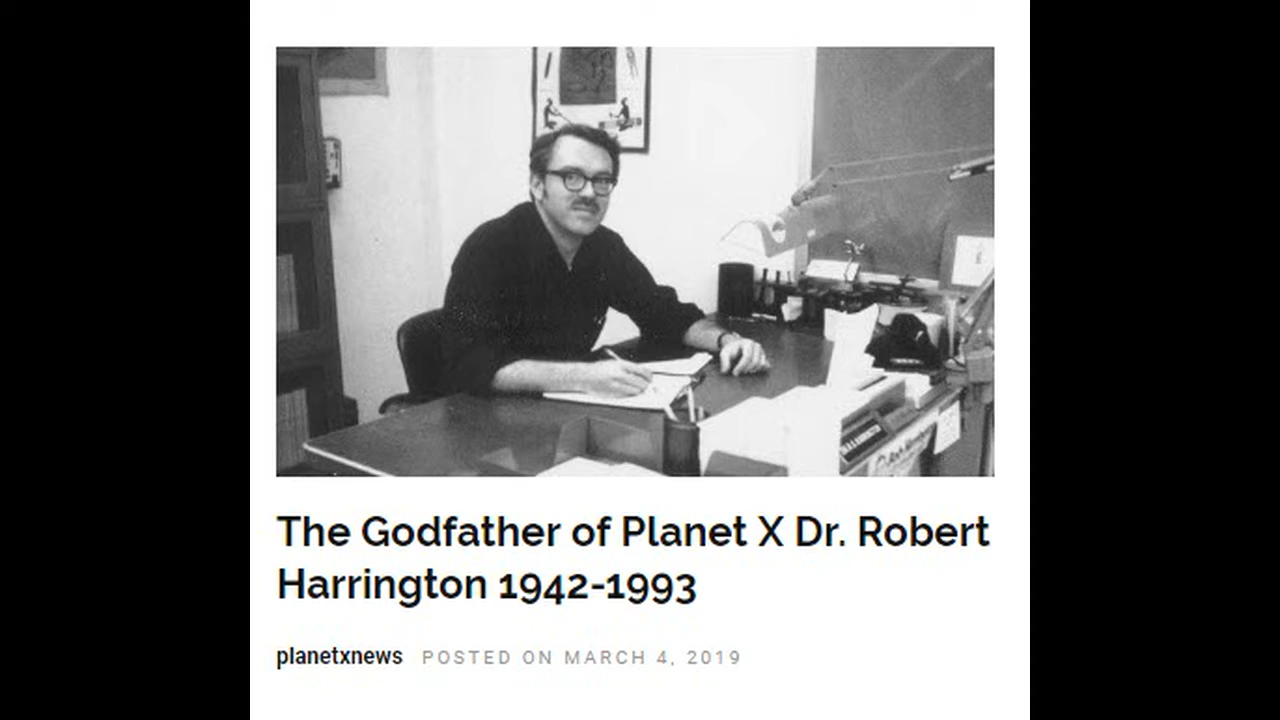 The Godfather of Planet X Dr. Robert
Harrington 1942-1993
planetxnews POSTED ON MARCH 4, 2019